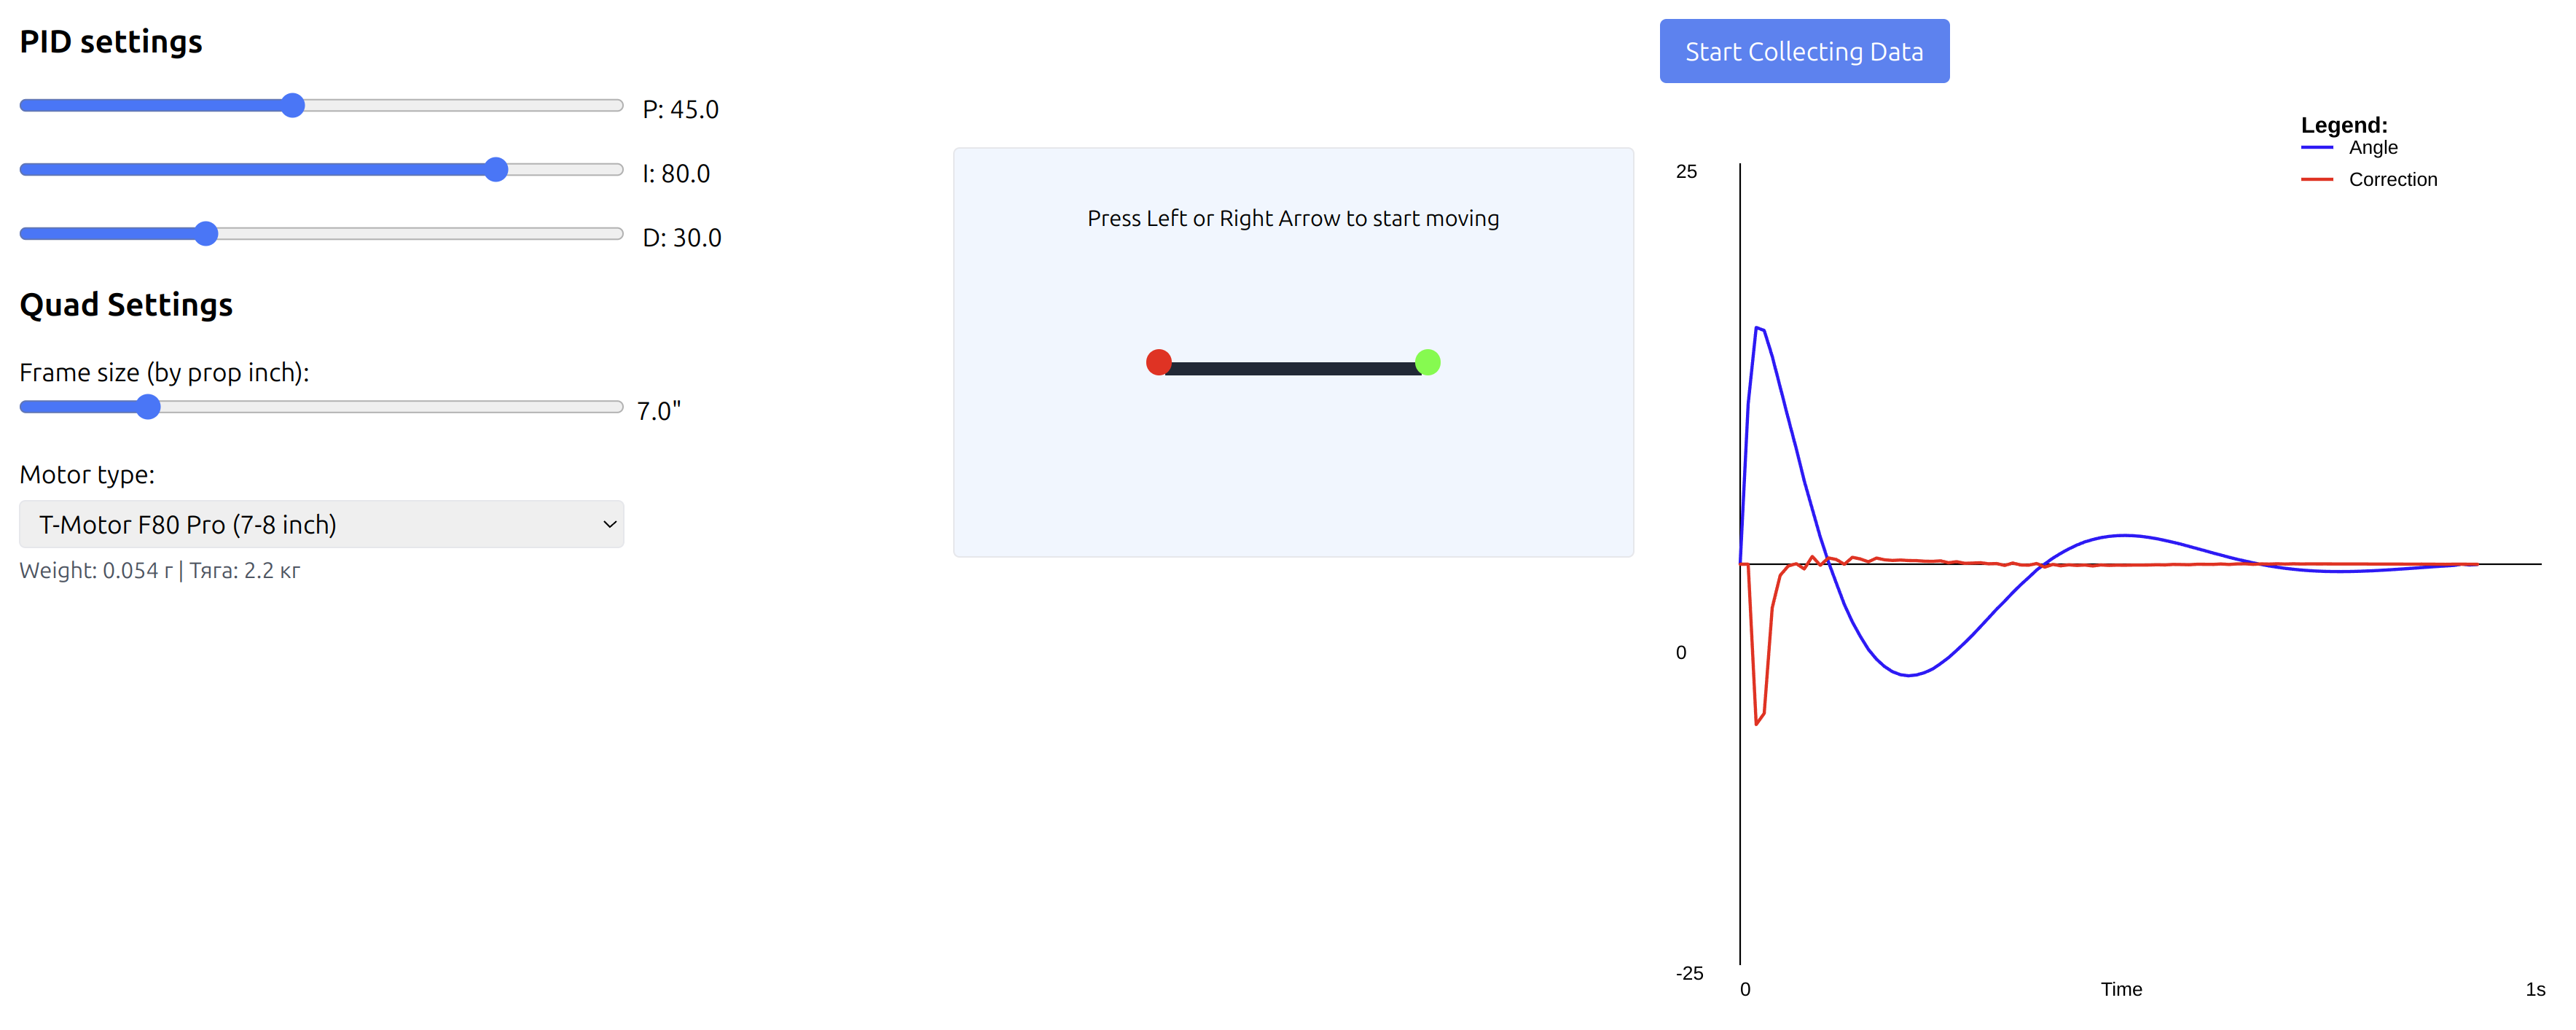 PID settings
P: 45.0
I: 80.0
D: 30.0
Quad Settings
Frame size (by prop inch):
7.0"
Motor type:
T-Motor F80 Pro (7-8 inch)
Weight: 0.054 г | Тяга: 2.2 кг
Press Left or Right Arrow to start moving
Start Collecting Data
Legend:
Angle
Correction
25
0
-25
0
Time
1s